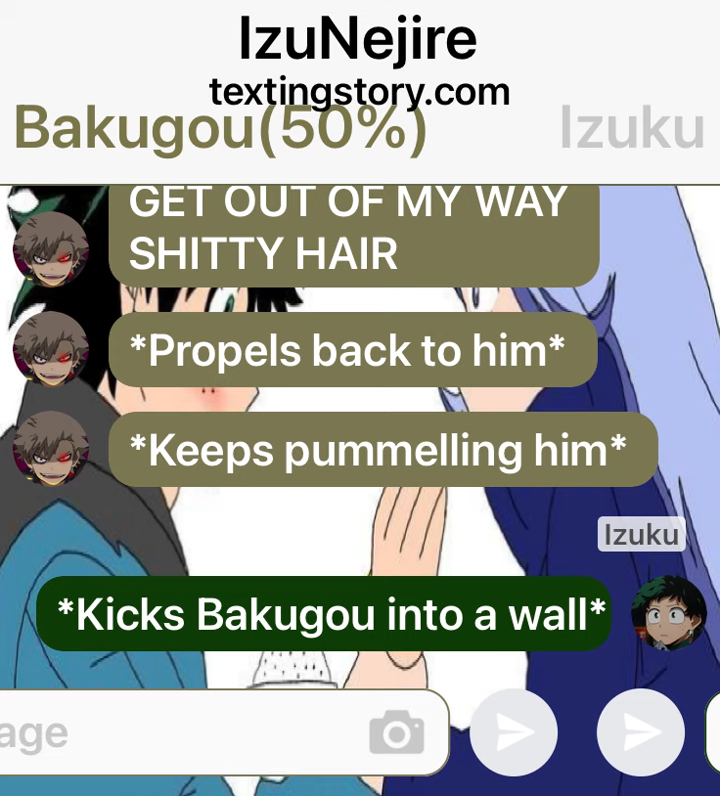 IzuNejire
textingstory.com
Bakugou(50%)
Izuku
GET OUT OF MY WAY
SHITTY HAIR
*Propels back to him*
*Keeps pummelling him*
Izuku
*Kicks Bakugou into a wall*
age